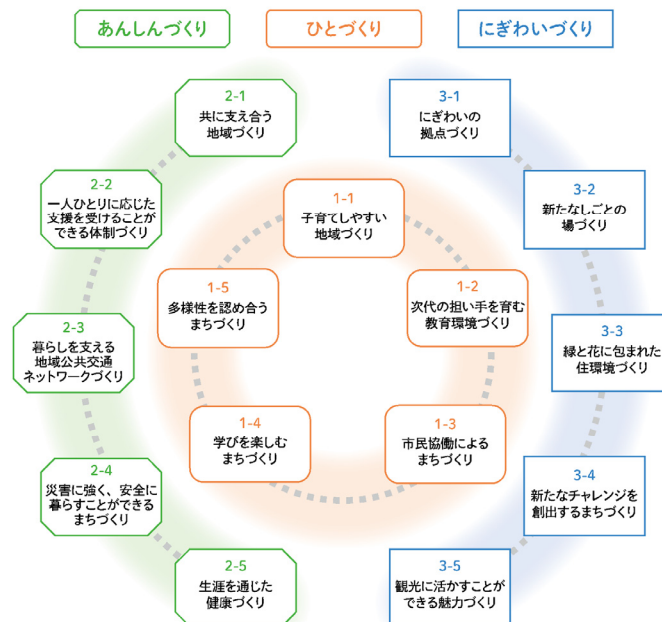 あんしんづくり
ひとづくり
にぎわいづくり
2-1
共に支え合う
地域づくり
3-1
にぎわいの
拠点づくり
2-2
一人ひとりに応じた
支援を受けることが
できる体制づくり
1-1
子育てしやすい
地域づくり
3-2
新たなしごとの
場づくり
1-5
多様性を認め合う
まちづくり
1-2
次代の担い手を育む
教育環境づくり
2-3
暮らしを支える
地域公共交通
ネットワークづくり
3-3
緑と花に包まれた
住環境づくり
1-4
学びを楽しむ
まちづくり
1-3
市民協働による
まちづくり
2-4
災害に強く、安全に
暮らすことができる
まちづくり
3-4
新たなチャレンジを
創出するまちづくり
2-5
生涯を通じた
健康づくり
3-5
観光に活かすことが
できる魅力づくり